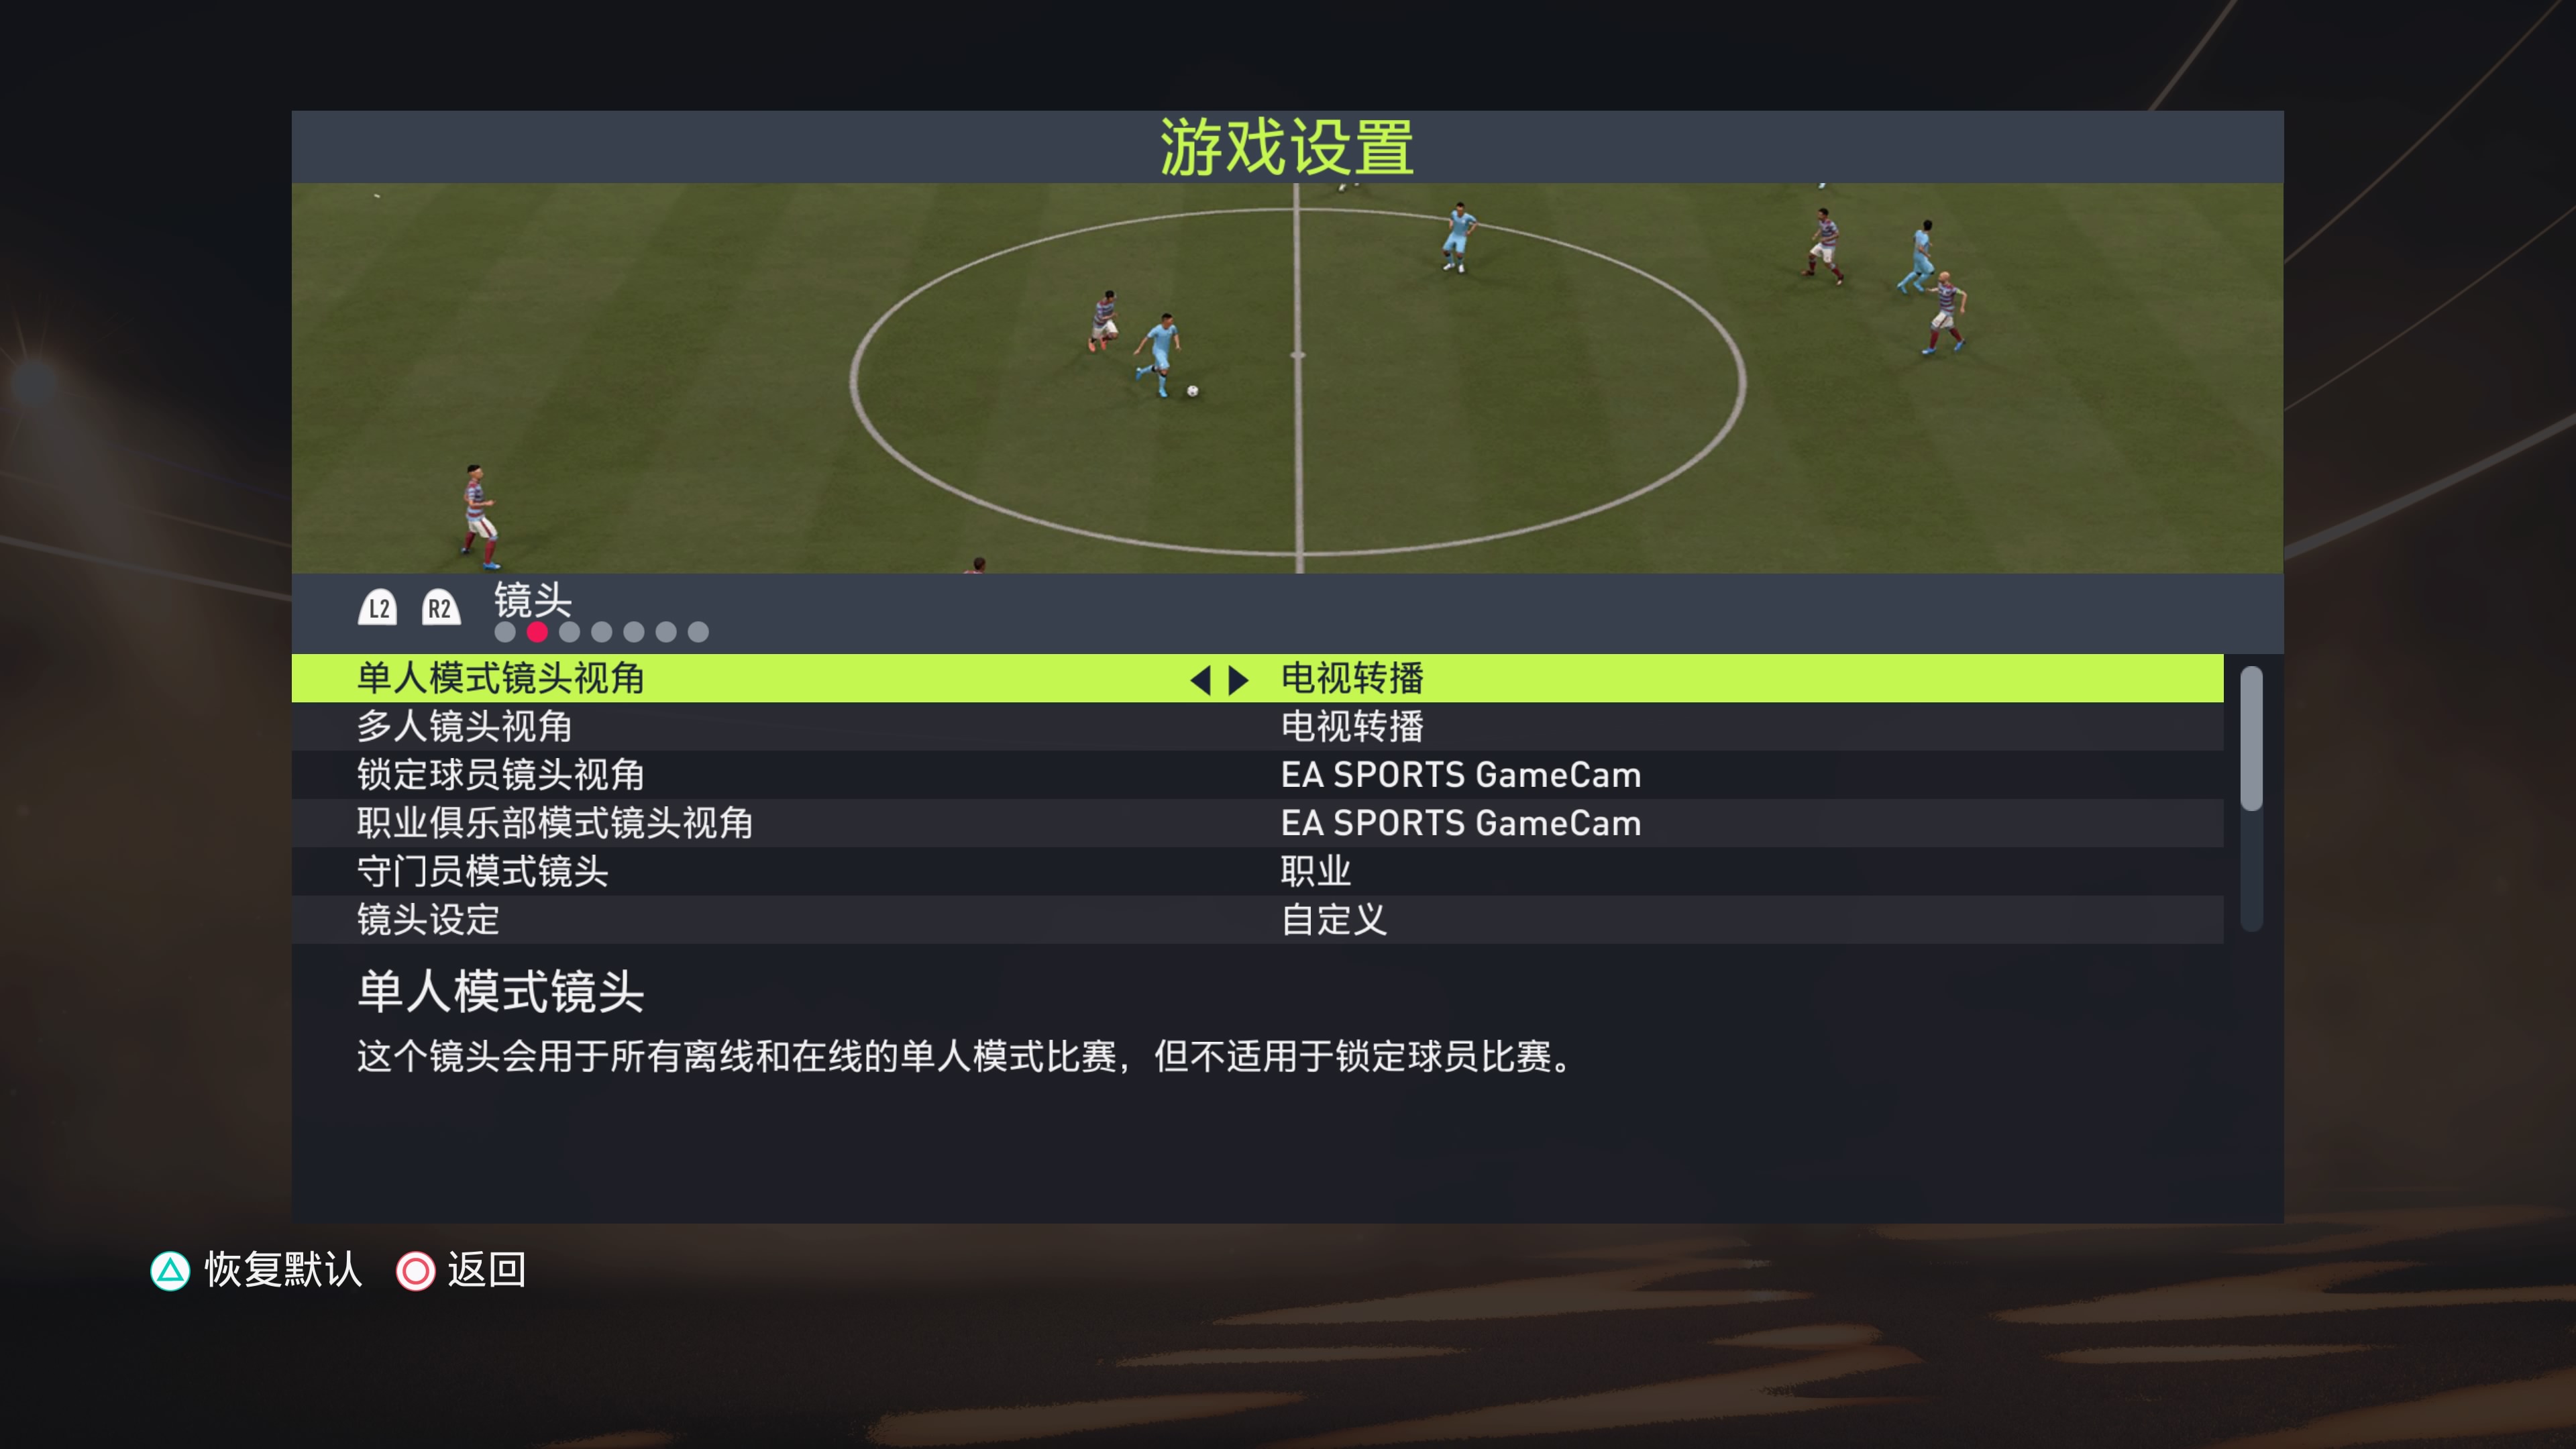 游戏设置
L2 R2 镜头
单人模式镜头视角 电视转播
多人镜头视角 电视转播
锁定球员镜头视角 EA SPORTS GameCam
职业俱乐部模式镜头视角 EA SPORTS GameCam
守门员模式镜头 职业
镜头设定 自定义
单人模式镜头
这个镜头会用于所有离线和在线的单人模式比赛，但不适用于锁定球员比赛。
恢复默认 返回